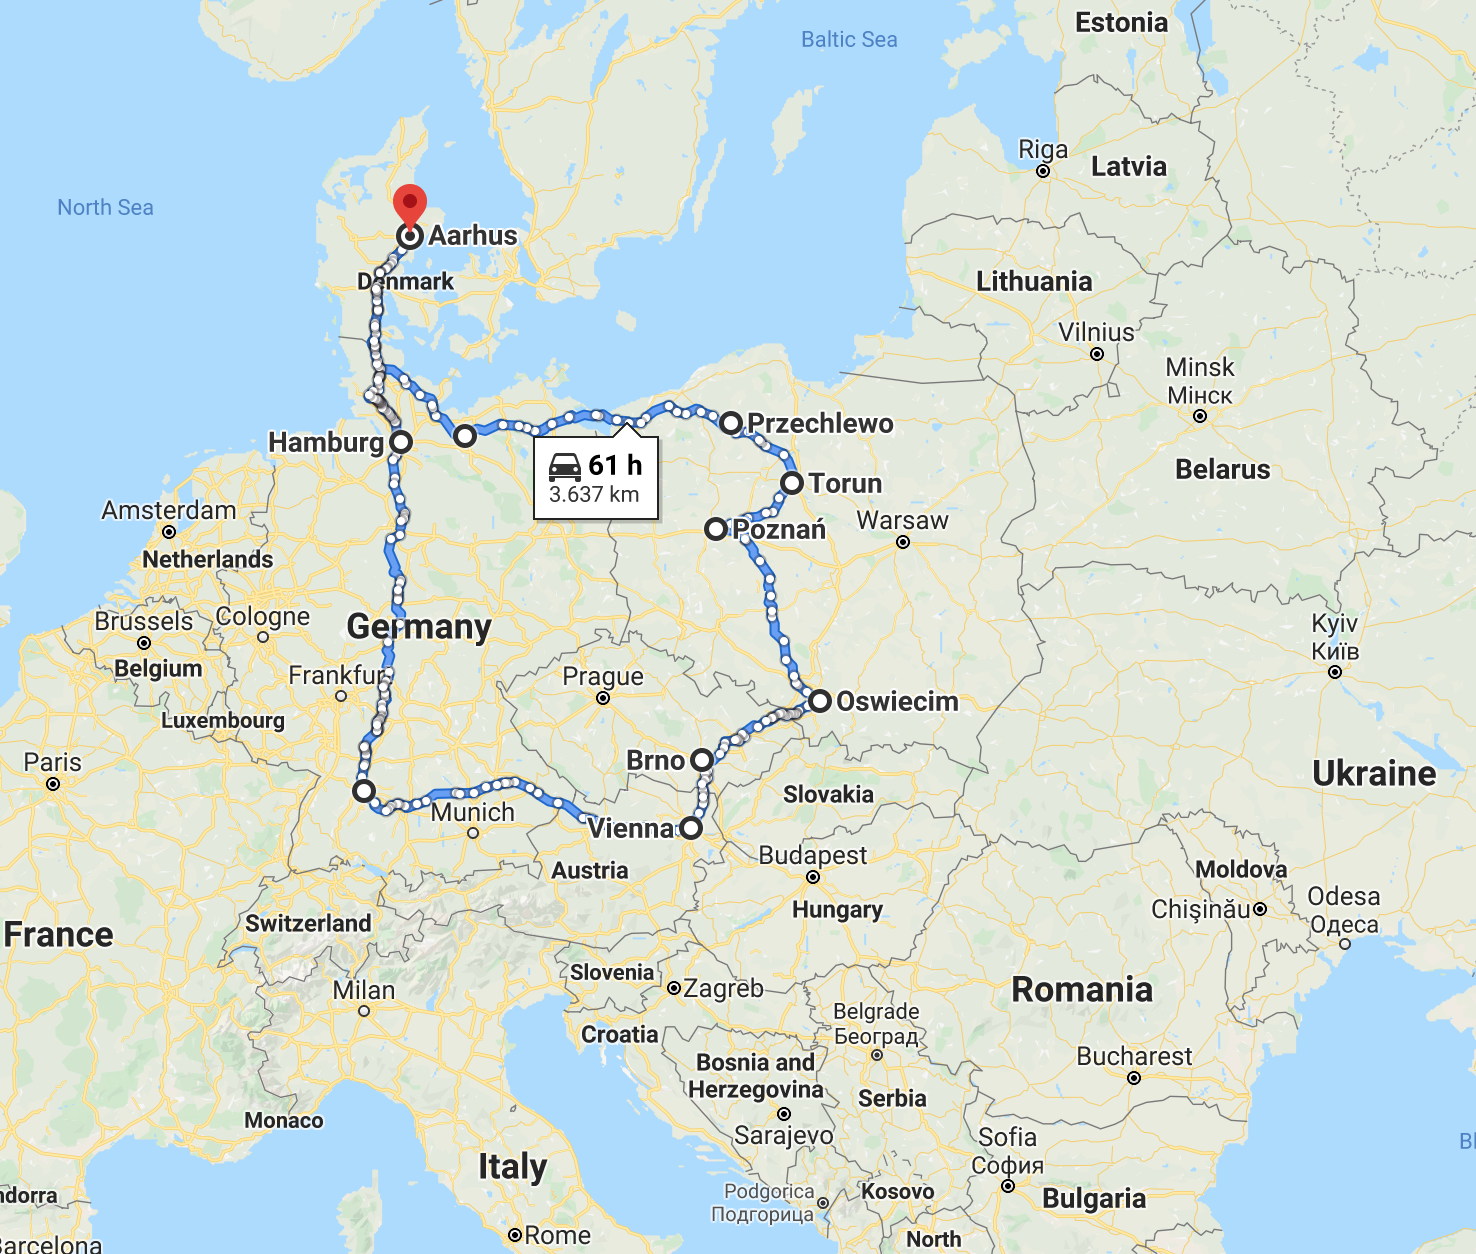 Estonia
Baltic Sea
Riga
Latvia
North Sea
Aarhus
Denmark
Lithuania
Vilnius
Minsk
Мінск
Przechlewo
Hamburg
61 h
3.637 km
Belarus
Torun
Amsterdam
Warsaw
Poznań
Netherlands
Cologne
Brussels
Germany
Kyiv
Київ
Belgium
Frankfur
Prague
Oswiecim
Luxembourg
Brno
Paris
Ukraine
Slovakia
Munich
Vienna
Budapest
Austria
Moldova
Odesa
Одеса
Hungary
Chișinău
Switzerland
France
Slovenia
Milan
Zagreb
Romania
Belgrade
Београд
Croatia
Bosnia and
Herzegovina
Bucharest
Serbia
Monaco
Sarajevo
Sofia
София
Bl
Italy
Podgorica
Подгорица
Kosovo
Bulgaria
ndorra
Rome
North
Barcelona